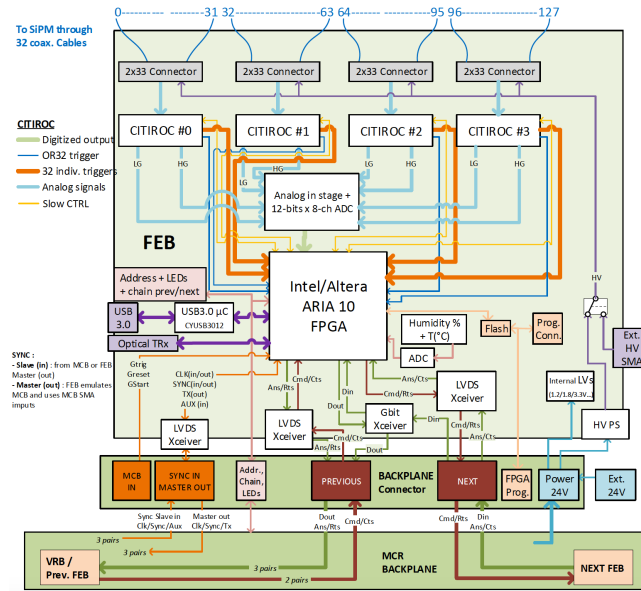 0 31 32 63 64 95 96 127
To SiPM through
32 coax. Cables
2x33 Connector
2x33 Connector
2x33 Connector
2x33 Connector
CITIROC
Digitized output
OR32 trigger
32 indiv. triggers
Analog signals
Slow CTRL
CITIROC #0
CITIROC #1
CITIROC #2
CITIROC #3
LG
HG
LG
HG
LG
HG
LG
HG
Analog in stage +
12-bits x 8-ch ADC
FEB
Intel/Altera
ARIA 10
FPGA
Address + LEDs
+ chain prev/next
USB
3.0
USB3.0 µC
CYUSB3012
Optical TRx
HV
Humidity %
+ T(°C)
ADC
Flash
Prog.
Conn.
Ext.
HV
SMA
SYNC :
- Slave (in) : from MCB or FEB
Master (out)
- Master (out) : FEB emulates
MCB and uses MCB SMA
imputs
Gtrig
Greset
GStart
CLK(in/out)
SYNC(in/out)
TX(out)
AUX (in)
Ans/Rts
Cmd/Cts
Dout
Din
Ans/Cts
Cmd/Rts
LVDS
Xceiver
LVDS
Xceiver
Gbit
Xceiver
LVDS
Xceiver
Internal LVs
(1.2/1.8/3.3V...)
HV PS
Cmd/Cts
Ans/Rts
Dout
Din
Cmd/Rts
Ans/Cts
MCB
IN
SYNC IN
MASTER OUT
Addr.,
Chain,
LEDs
PREVIOUS
BACKPLANE
Connector
NEXT
FPGA
Prog.
Power
24V
Ext.
24V
Sync Slave in
Clk/Sync/Aux
Master out
Clk/Sync/Tx
Dout
Ans/Rts
Cmd/Cts
Cmd/Rts
Din
Ans/Cts
3 pairs
3 pairs
VRB /
Prev. FEB
3 pairs
2 pairs
MCR
BACKPLANE
NEXT FEB